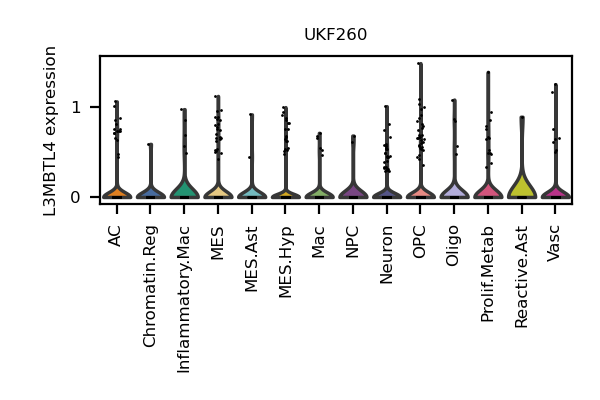 UKF260
L3MBTL4 expression
1
0
AC
Chromatin.Reg
Inflammatory.Mac
MES
MES.Ast
MES.Hyp
Mac
NPC
Neuron
OPC
Oligo
Prolif.Metab
Reactive.Ast
Vasc